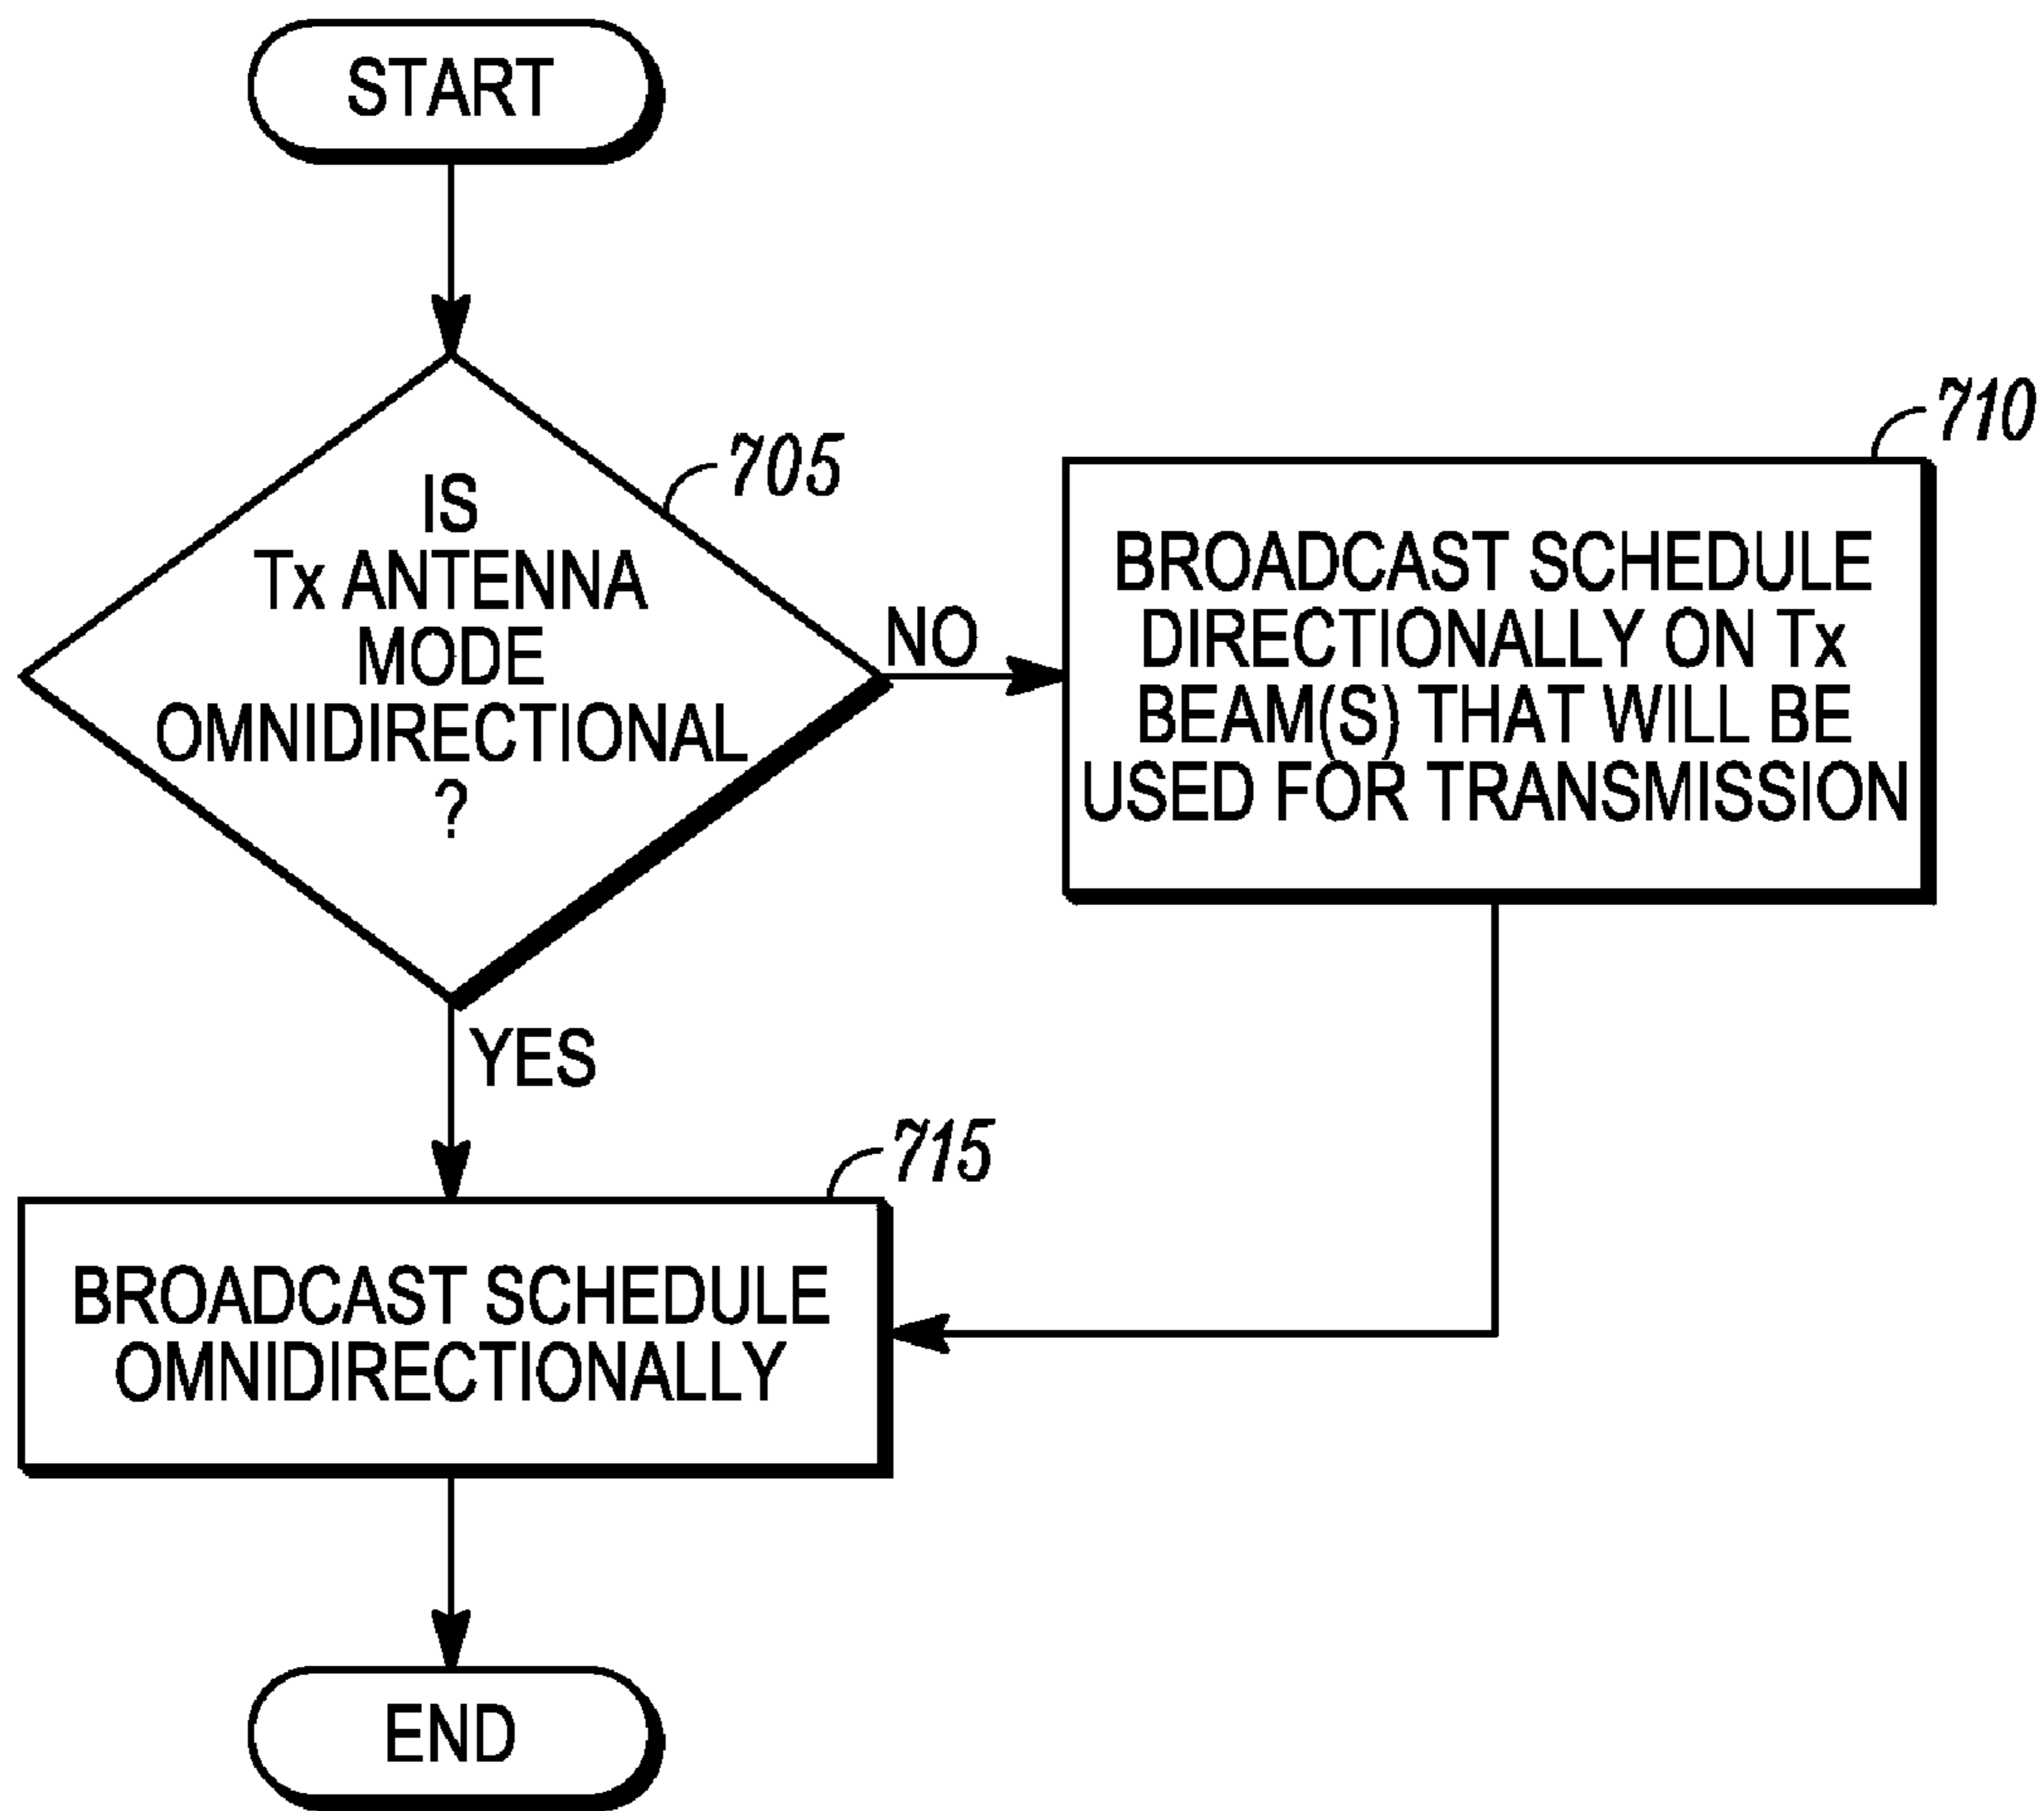 START
IS
Tx ANTENNA
MODE
OMNIDIRECTIONAL
?
705
NO
710
BROADCAST SCHEDULE
DIRECTIONALLY ON Tx
BEAM(S) THAT WILL BE
USED FOR TRANSMISSION
YES
715
BROADCAST SCHEDULE
OMNIDIRECTIONALLY
END